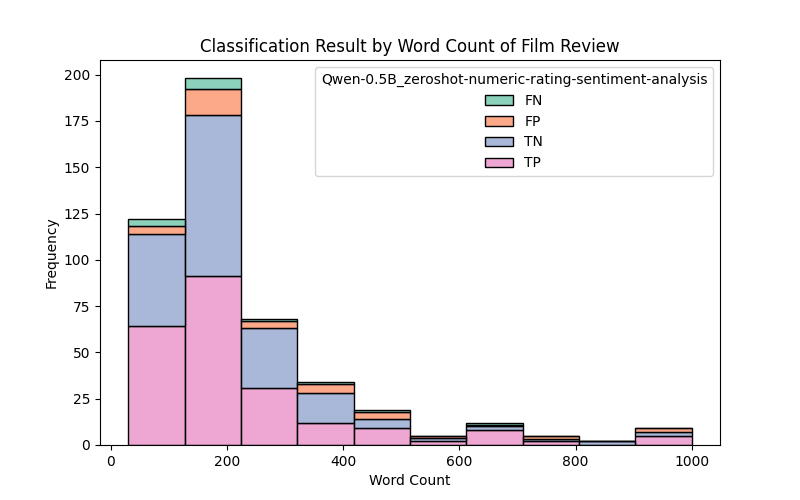 Classification Result by Word Count of Film Review
Qwen-0.5B_zeroshot-numeric-rating-sentiment-analysis
FN
FP
TN
TP
Frequency
200
175
150
125
100
75
50
25
0
0
200
400
600
800
1000
Word Count